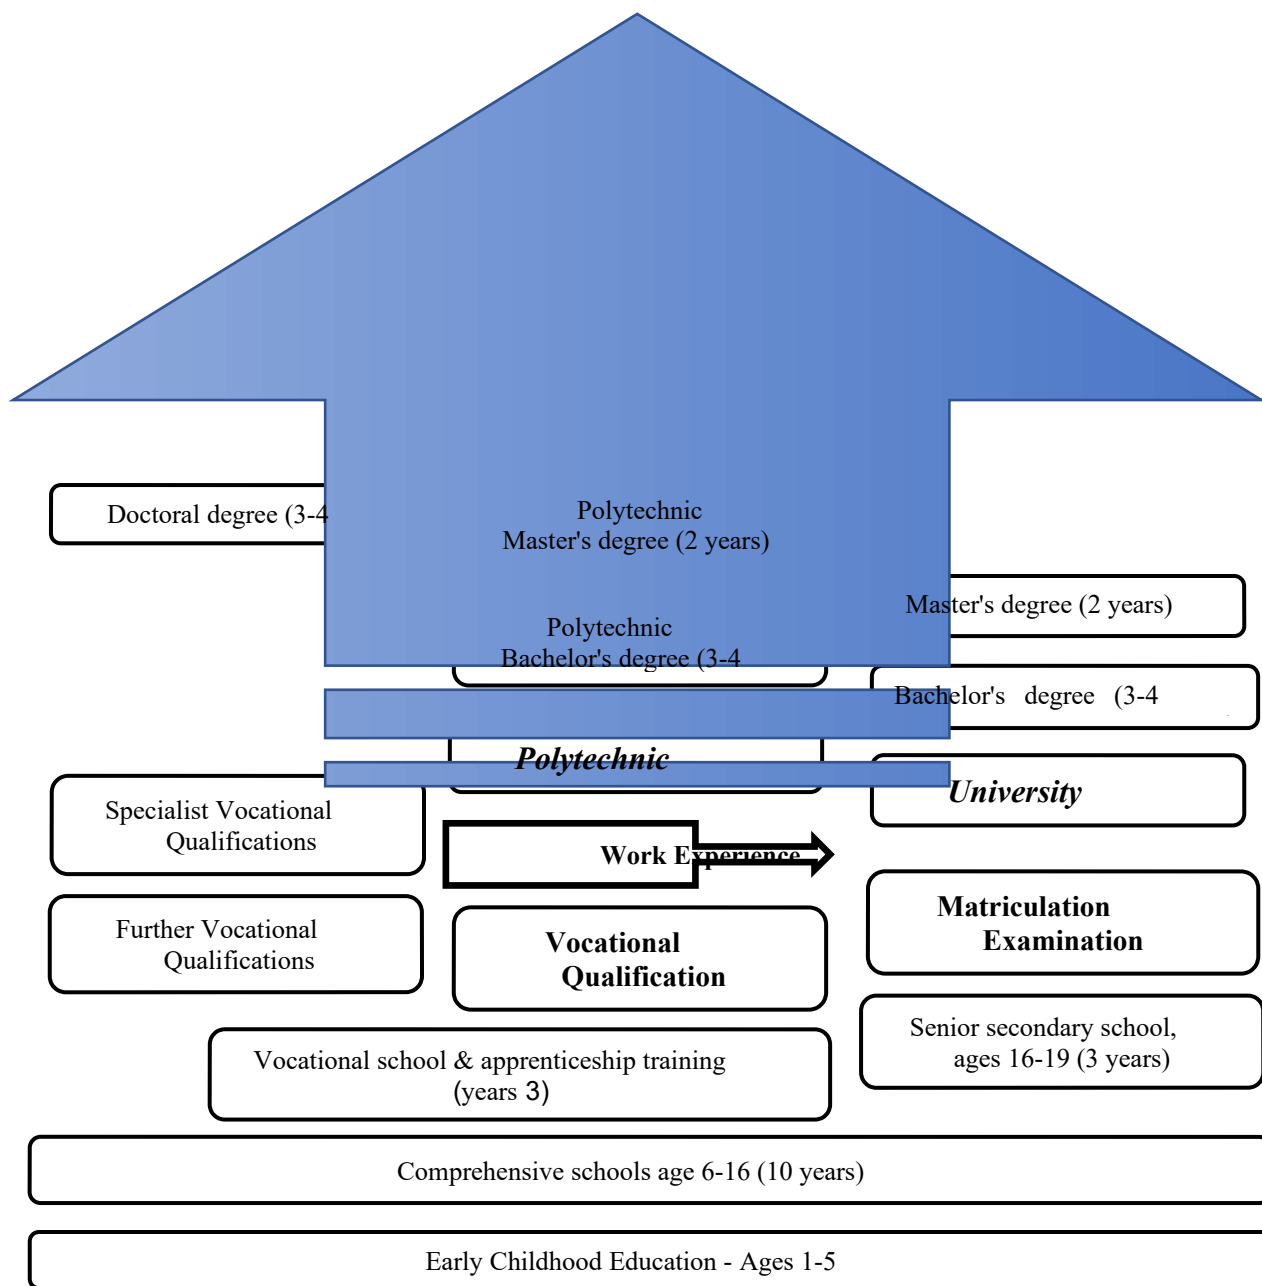 Doctoral degree (3-4
Polytechnic
Master's degree (2 years)
Master's degree (2 years)
Polytechnic
Bachelor's degree (3-4
Bachelor's degree (3-4
Polytechnic
University
Specialist Vocational
Qualifications
Work Experience
Further Vocational
Qualifications
Vocational
Qualification
Matriculation
Examination
Senior secondary school,
ages 16-19 (3 years)
Vocational school & apprenticeship training
(years 3)
Comprehensive schools age 6-16 (10 years)
Early Childhood Education - Ages 1-5